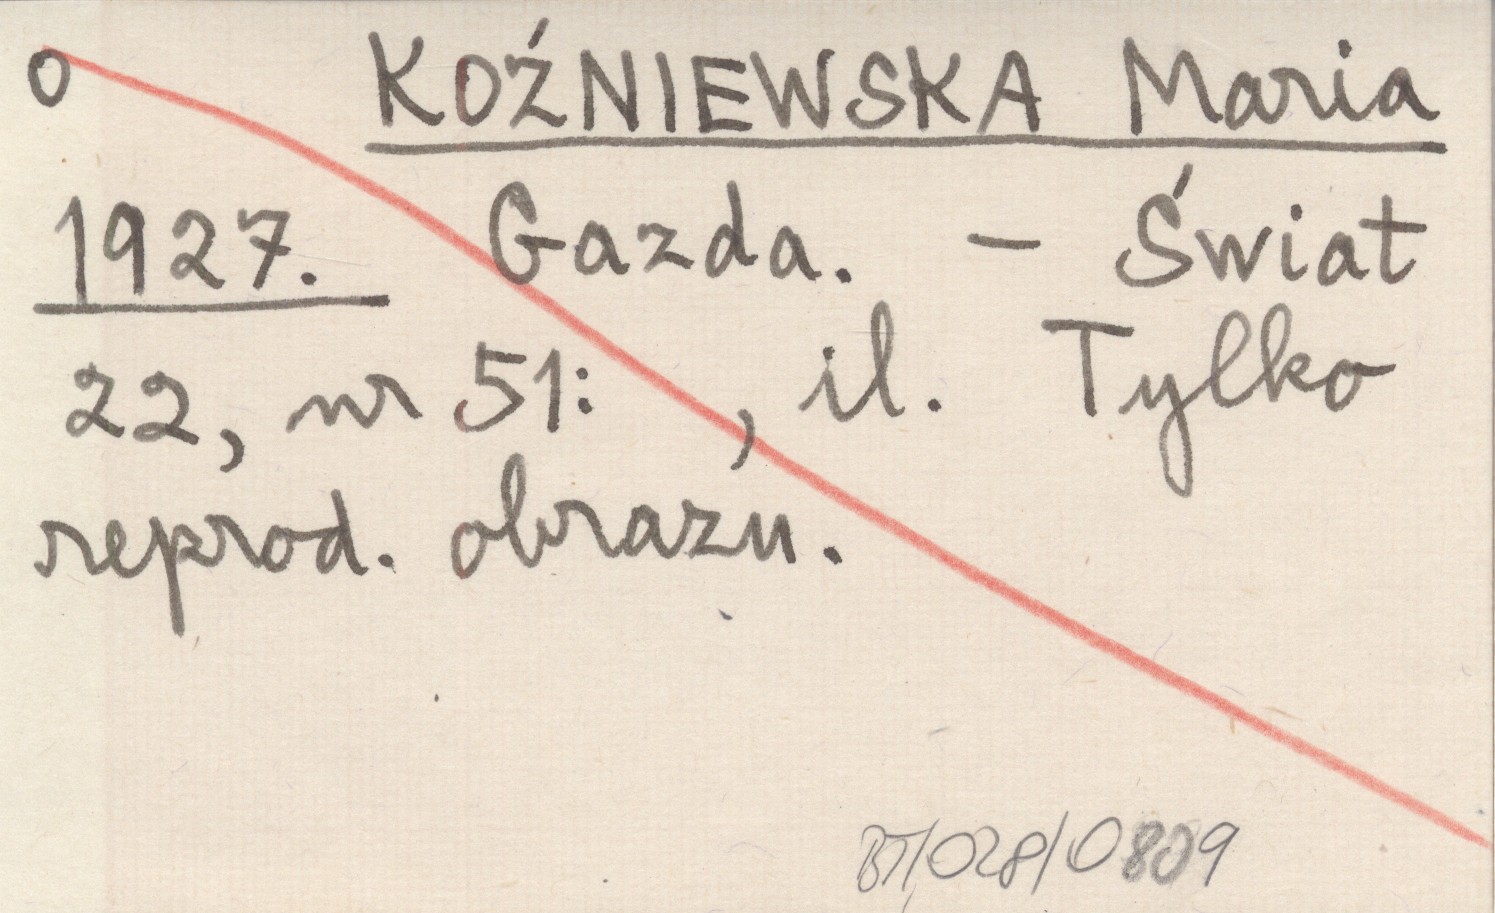 o KOŹNIEWSKA Maria
1927. Gazda. - Świat
22, nr 51: , il. Tylko
reprod. obrazu.
BT/028/0809